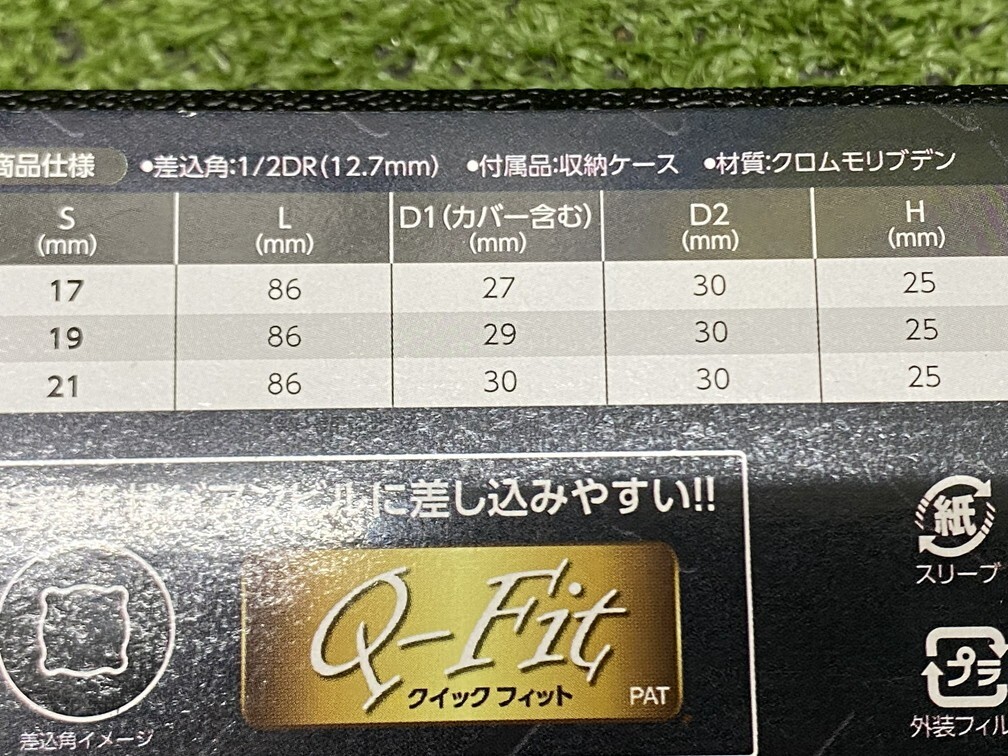 商品仕様 •差込角:1/2DR(12.7mm) •付属品:収納ケース •材質:クロムモリブデン
S L D1(カバー含む) D2 H
(mm) (mm) (mm) (mm) (mm)
17 86 27 30 25
19 86 29 30 25
21 86 30 30 25
アンビルに差し込みやすい!!
Q-Fit
クイックフィット PAT
差込角イメージ
紙
スリーブ
プラ
外装フィル